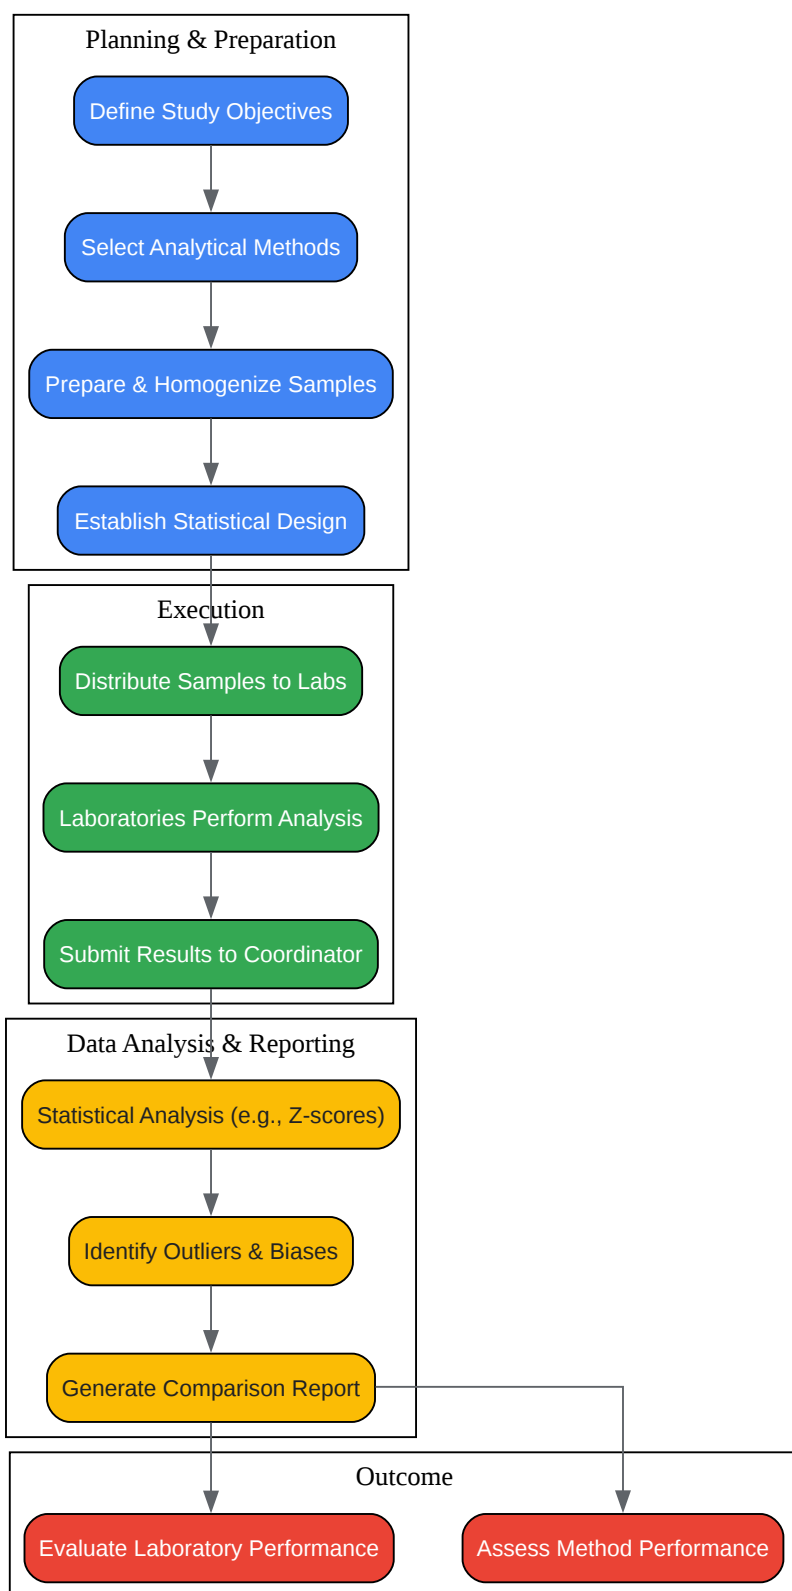 Planning & Preparation
Define Study Objectives
Select Analytical Methods
Prepare & Homogenize Samples
Establish Statistical Design
Execution
Distribute Samples to Labs
Laboratories Perform Analysis
Submit Results to Coordinator
Data Analysis & Reporting
Statistical Analysis (e.g., Z-scores)
Identify Outliers & Biases
Generate Comparison Report
Outcome
Evaluate Laboratory Performance
Assess Method Performance